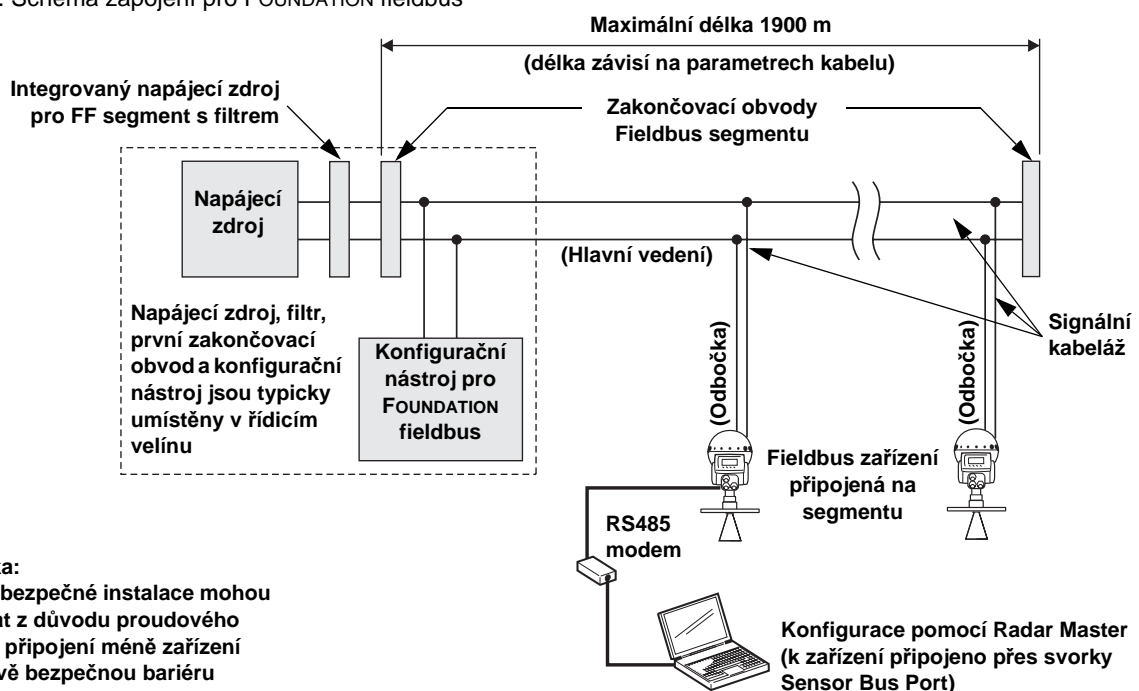 . Schéma zapojení pro FOUNDATION fieldbus
Maximální délka 1900 m
(délka závisí na parametrech kabelu)
Integrovaný napájecí zdroj
pro FF segment s filtrem
Zakončovací obvody
Fieldbus segmentu
Napájecí
zdroj
(Hlavní vedení)
Napájecí zdroj, filtr,
první zakončovací
obvod a konfigurační
nástroj jsou typicky
umístěny v řídicím
velínu
Konfigurační
nástroj pro
FOUNDATION
fieldbus
(Odbočka)
(Odbočka)
Signální
kabeláž
Fieldbus zařízení
připojená na
segmentu
RS485
modem
Konfigurace pomocí Radar Master
(k zařízení připojeno přes svorky
Sensor Bus Port)
bezpečné instalace mohou
z důvodu proudového
připojení méně zařízení
bezpečnou bariéru